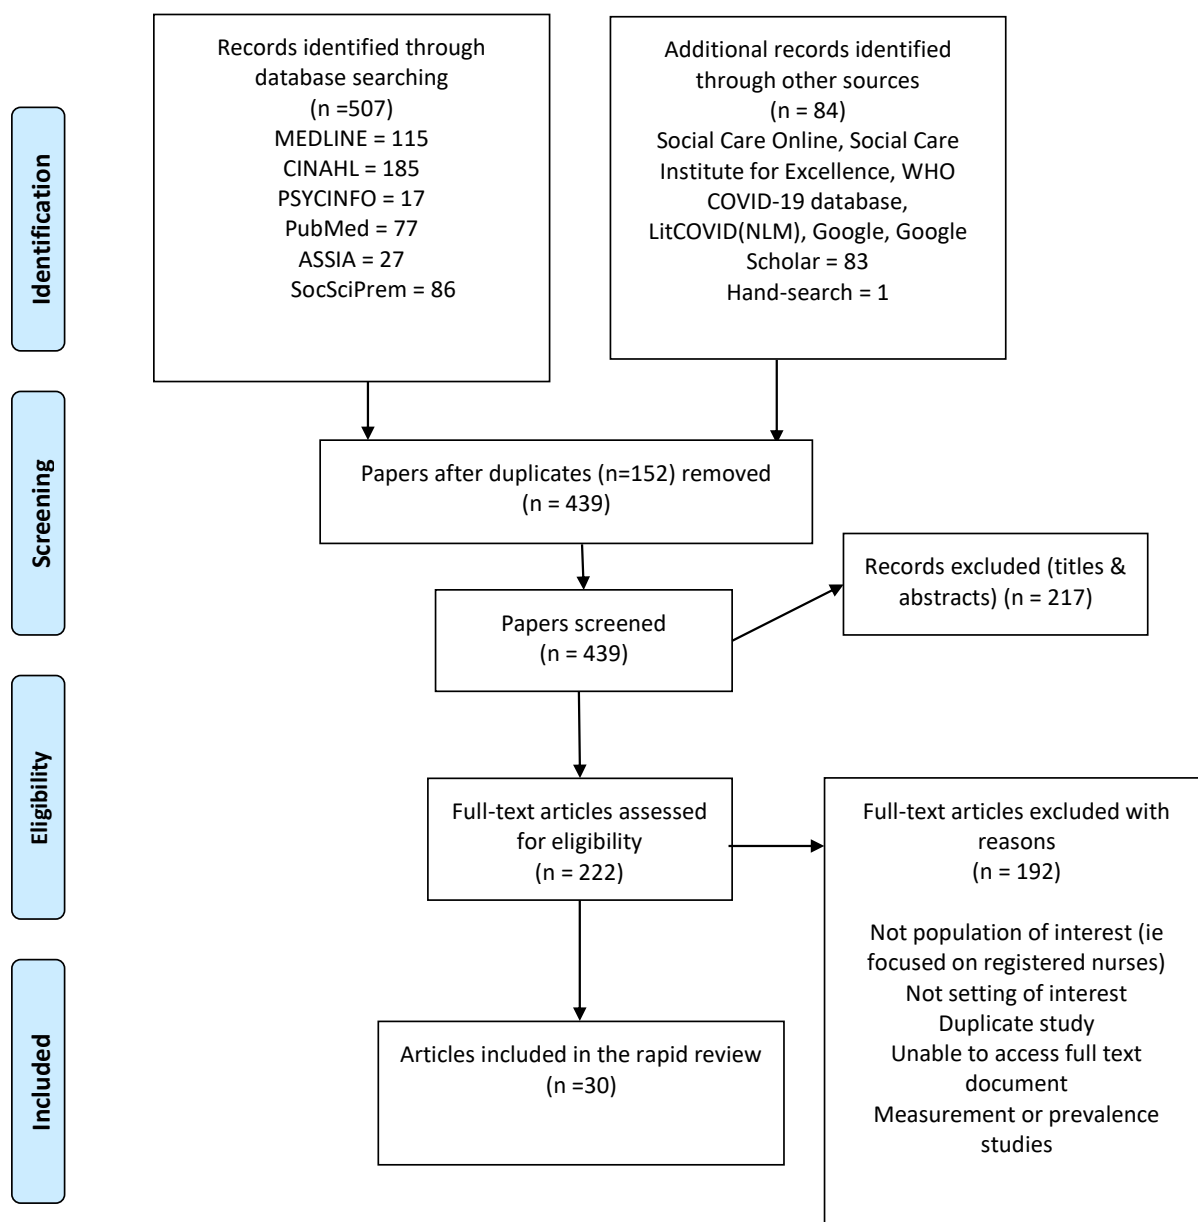 Records identified through
database searching
(n =507)
MEDLINE = 115
CINAHL = 185
PSYCINFO = 17
PubMed = 77
ASSIA = 27
SocSciPrem = 86
Additional records identified
through other sources
(n = 84)
Social Care Online, Social Care
Institute for Excellence, WHO
COVID-19 database,
LitCOVID(NLM), Google, Google
Scholar = 83
Hand-search = 1
Identification
Screening
Papers after duplicates (n=152) removed
(n = 439)
Papers screened
(n = 439)
Records excluded (titles &
abstracts) (n = 217)
Eligibility
Full-text articles assessed
for eligibility
(n = 222)
Full-text articles excluded with
reasons
(n = 192)
Not population of interest (ie
focused on registered nurses)
Not setting of interest
Duplicate study
Unable to access full text
document
Measurement or prevalence
studies
Included
Articles included in the rapid review
(n =30)